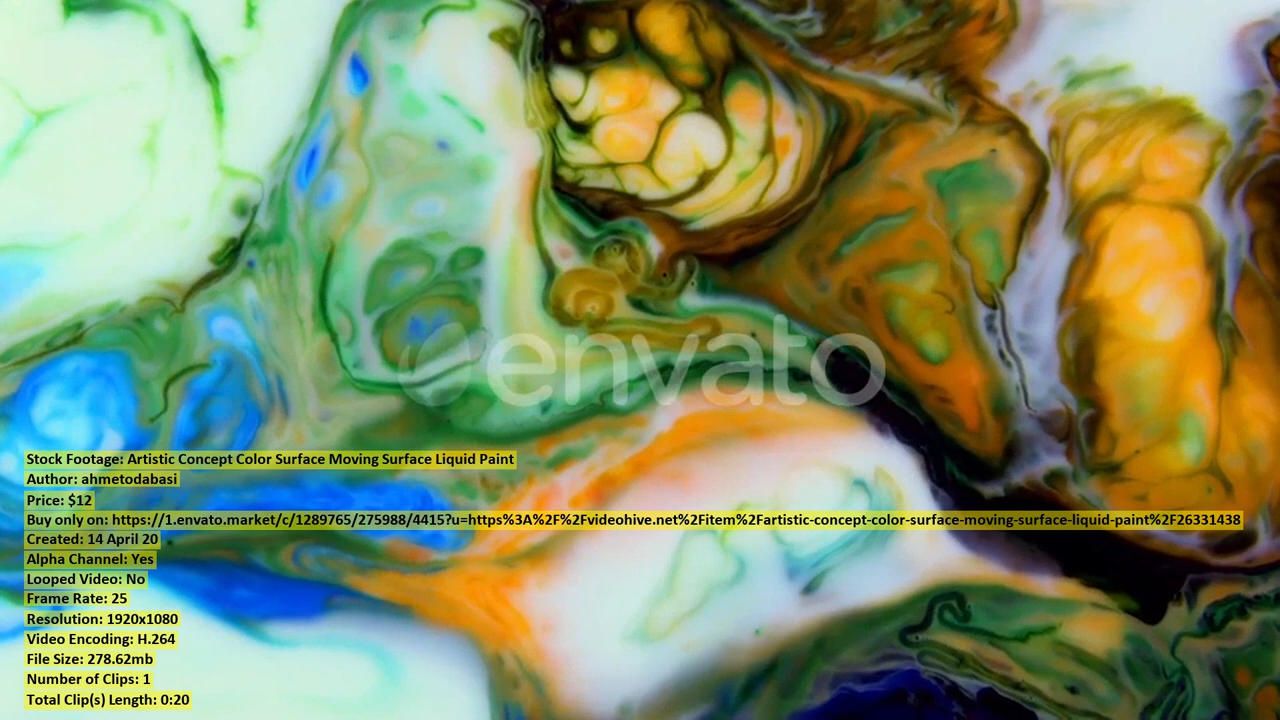 envato
Stock Footage: Artistic Concept Color Surface Moving Surface Liquid Paint
Author: ahmetodabasi
Price: $12
Buy only on: https://1.envato.market/c/1289765/275988/4415?u=https%3A%2F%2Fvideohive.net%2Fitem%2Fartistic-concept-color-surface-moving-surface-liquid-paint%2F26331438
Created: 14 April 20
Alpha Channel: Yes
Looped Video: No
Frame Rate: 25
Resolution: 1920x1080
Video Encoding: H.264
File Size: 278.62mb
Number of Clips: 1
Total Clip(s) Length: 0:20